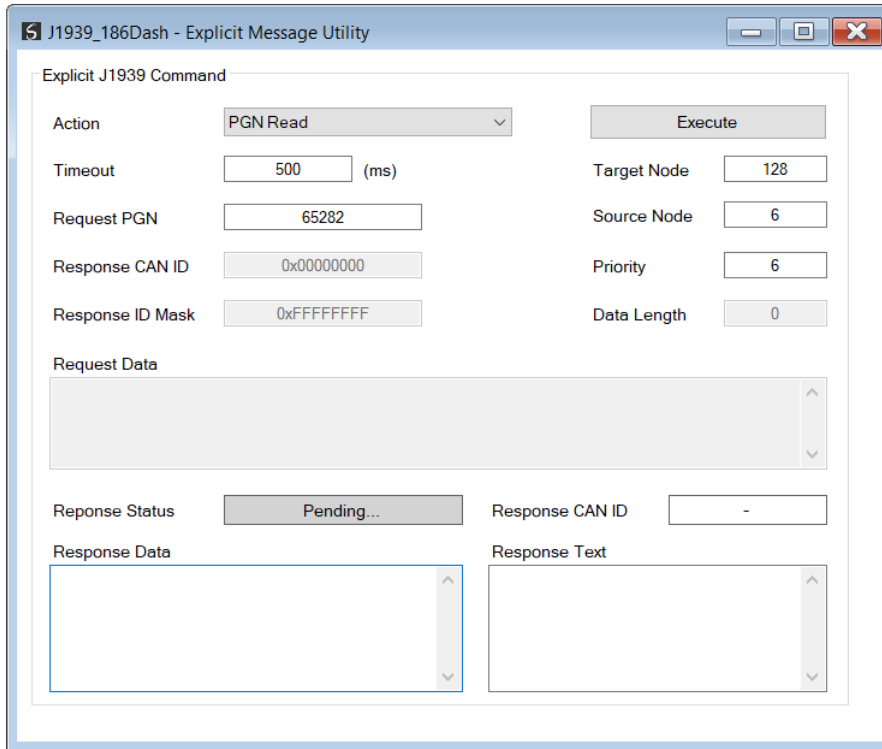 J1939_186Dash - Explicit Message Utility
Explicit J1939 Command
Action PGN Read Execute
Timeout 500 (ms) Target Node 128
Request PGN 65282 Source Node 6
Response CAN ID 0x00000000 Priority 6
Response ID Mask 0xFFFFFFFF Data Length 0
Request Data
Reponse Status Pending... Response CAN ID -
Response Data Response Text